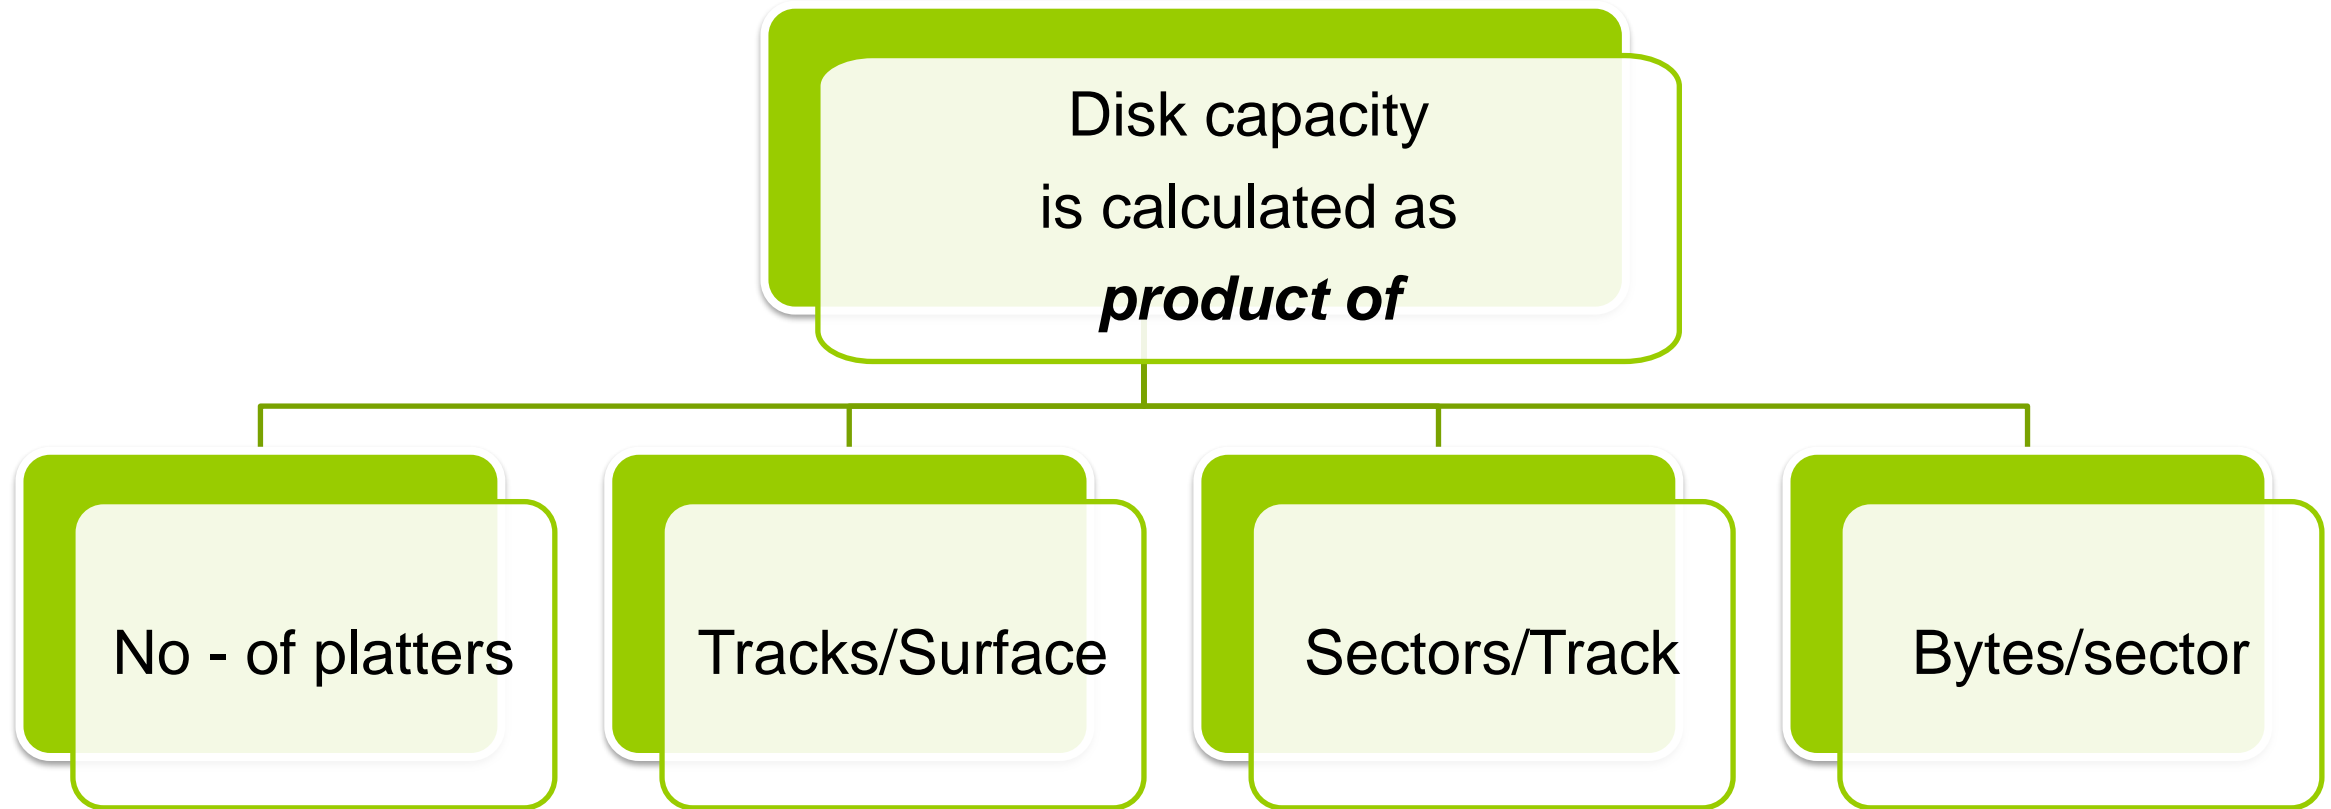 Disk capacity
is calculated as
product of
No - of platters
Tracks/Surface
Sectors/Track
Bytes/sector